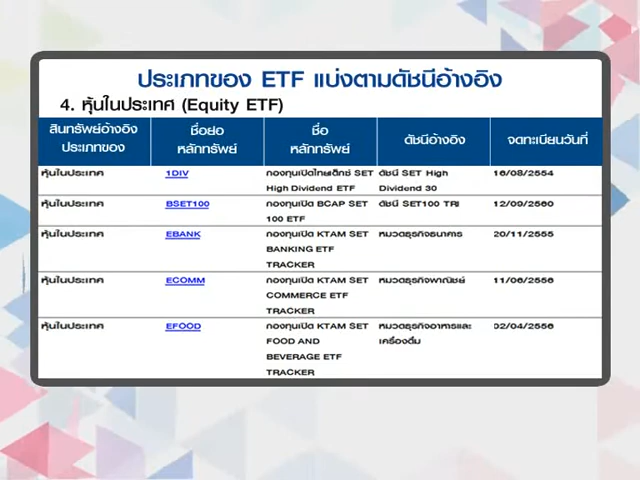 ประเภทของ ETF แบ่งตามดัชนีอ้างอิง
4. หุ้นในประเทศ (Equity ETF)
สินทรัพย์อ้างอิง ประเภทของ ชื่อย่อ หลักทรัพย์ ชื่อ หลักทรัพย์ ดัชนีอ้างอิง จดทะเบียนวันที่
หุ้นในประเทศ 1DIV กองทุนเปิดไทยเด็กซ์ SET ดัชนี SET High 16/08/2554
High Dividend ETF Dividend 30
หุ้นในประเทศ BSET100 กองทุนเปิด BCAP SET ดัชนี SET100 TRI 12/09/2560
100 ETF
หุ้นในประเทศ EBANK กองทุนเปิด KTAM SET หมวดธุรกิจธนาคาร 20/11/2555
BANKING ETF
TRACKER
หุ้นในประเทศ ECOMM กองทุนเปิด KTAM SET หมวดธุรกิจพาณิชย์ 11/06/2556
COMMERCE ETF
TRACKER
หุ้นในประเทศ EFOOD กองทุนเปิด KTAM SET หมวดธุรกิจอาหารและ 02/04/2556
FOOD AND เครื่องดื่ม
BEVERAGE ETF
TRACKER